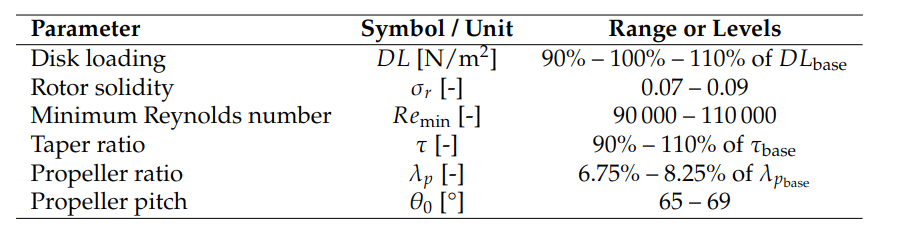 Parameter Symbol / Unit Range or Levels
Disk loading DL [N/m²] 90% – 100% – 110% of DL_base
Rotor solidity σ_r [-] 0.07 – 0.09
Minimum Reynolds number Re_min [-] 90 000 – 110 000
Taper ratio τ [-] 90% – 110% of τ_base
Propeller ratio λ_p [-] 6.75% – 8.25% of λ_p_base
Propeller pitch θ₀ [°] 65 – 69